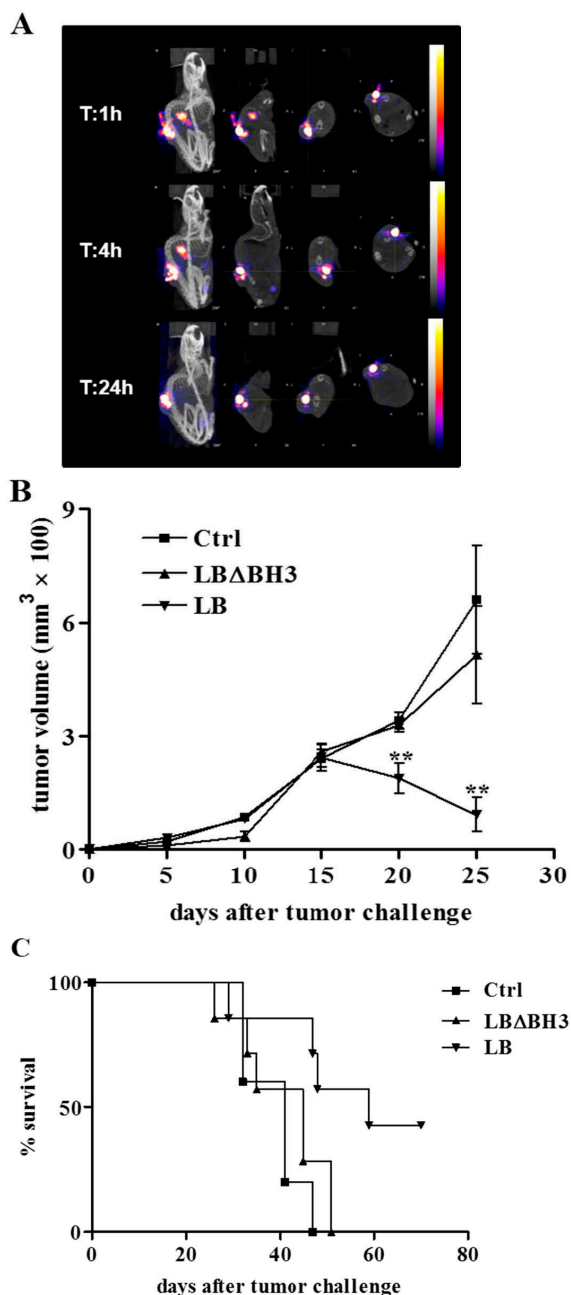 A
T:1h
T:4h
T:24h
B
9
6
3
0
tumor volume (mm³ × 100)
Ctrl
LBΔBH3
LB
**
**
0 5 10 15 20 25 30
days after tumor challenge
C
100
50
0
% survival
Ctrl
LBΔBH3
LB
0 20 40 60 80
days after tumor challenge